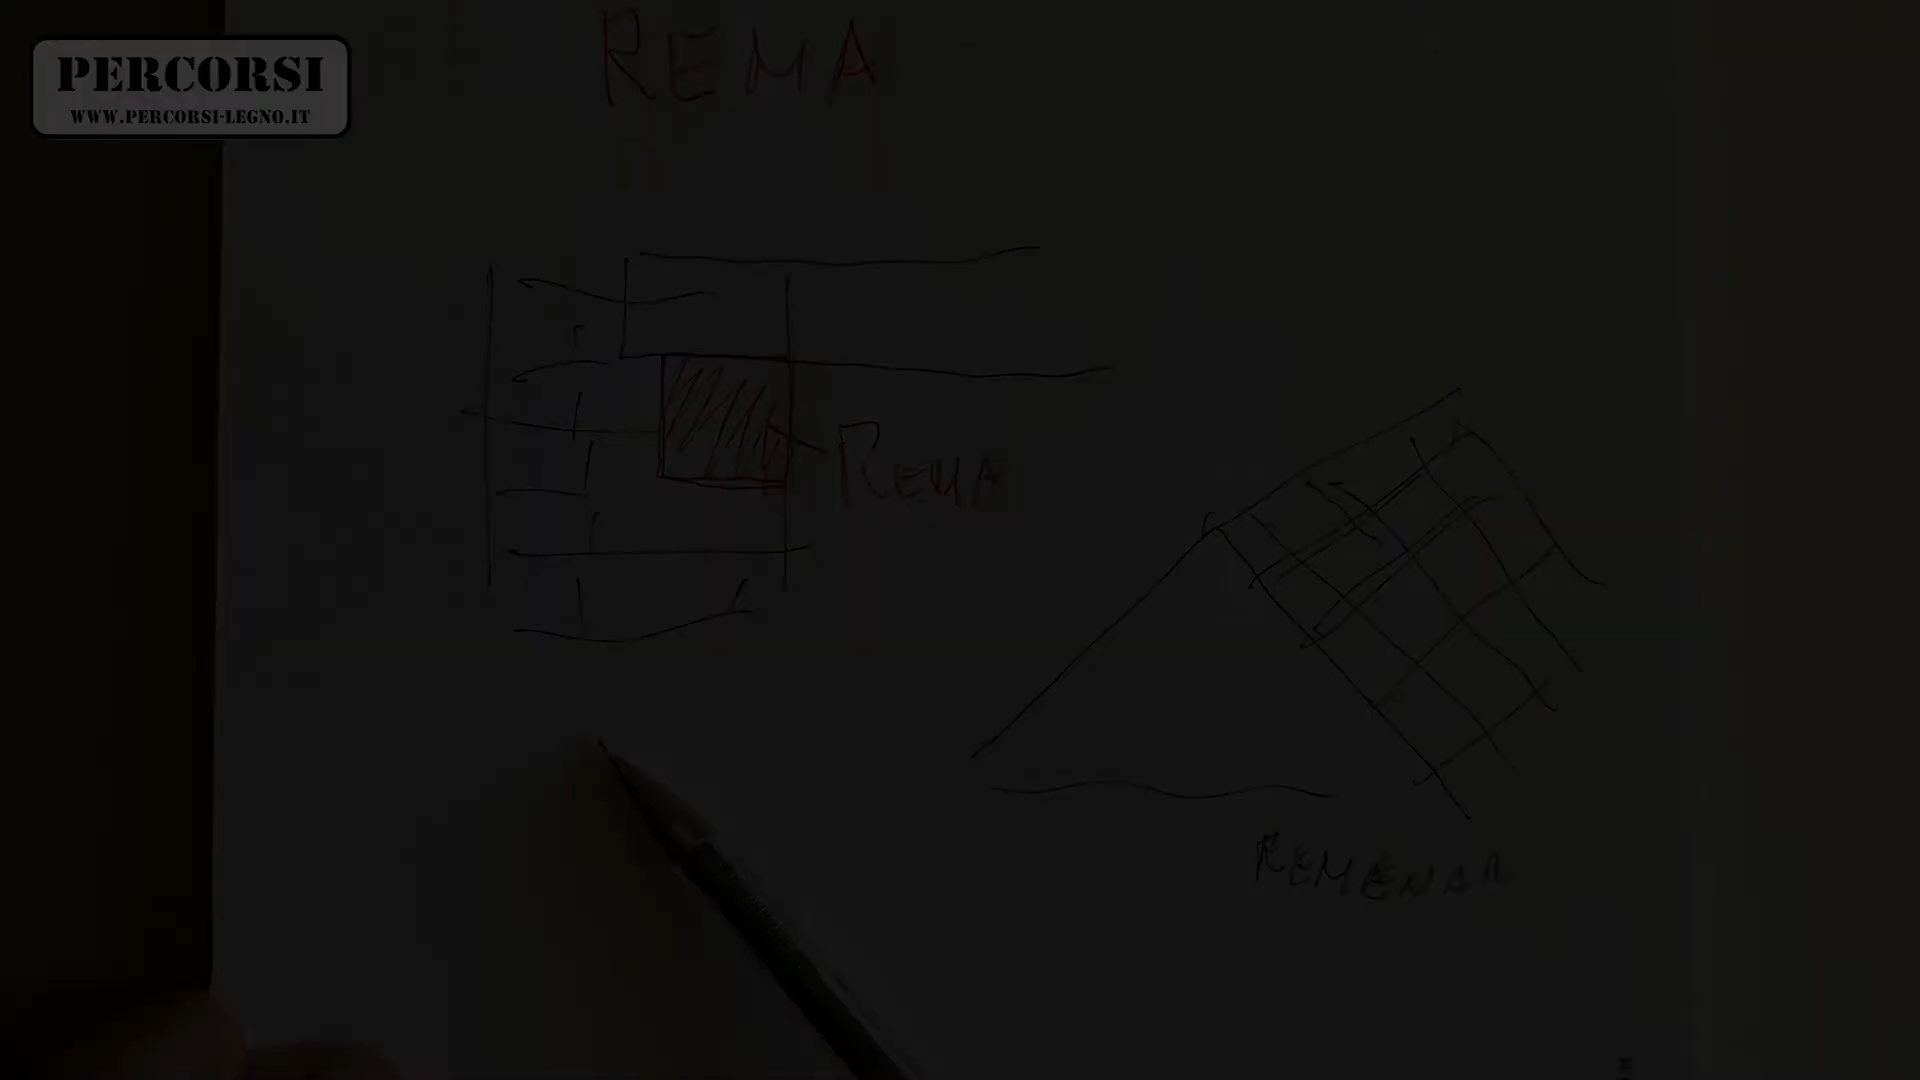 PERCORSI
WWW.PERCORSI-LEGNO.IT
REMA
REMA
REMENAR